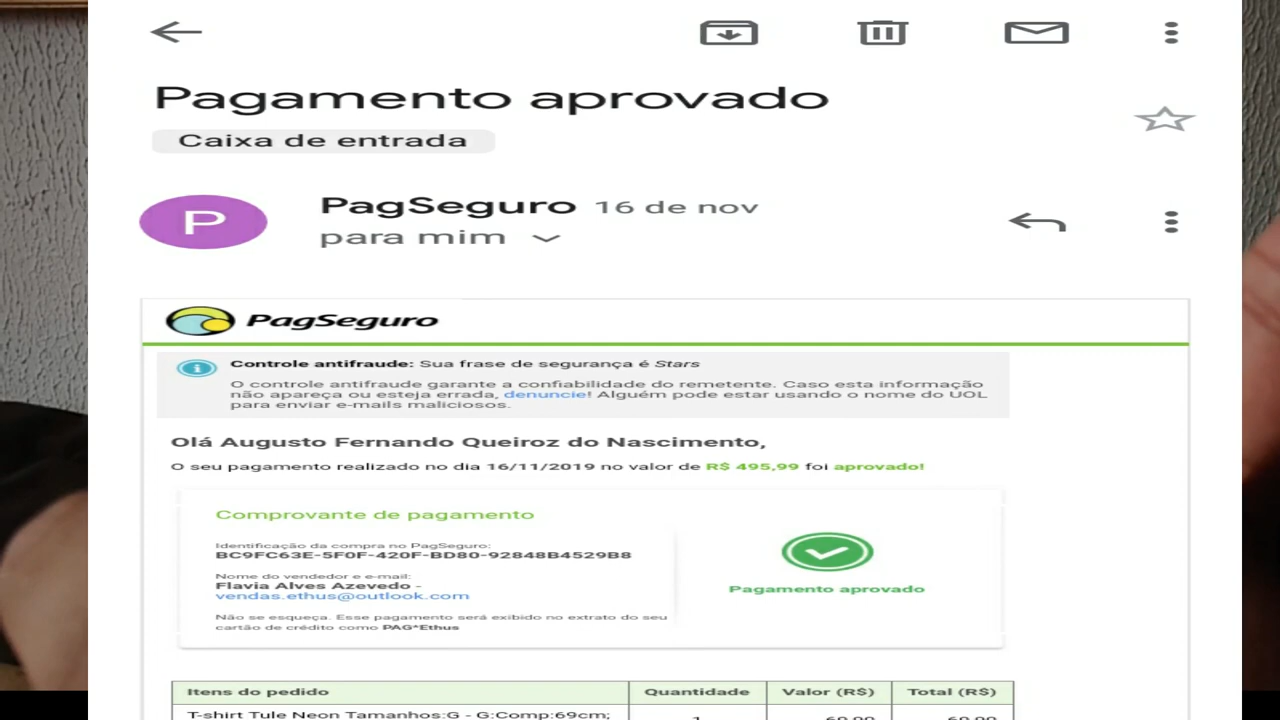 Pagamento aprovado
Caixa de entrada
P
PagSeguro 16 de nov
para mim
PagSeguro
Controle antifraude: Sua frase de segurança é Stars
O controle antifraude garante a confiabilidade do remetente. Caso esta informação
não apareça ou esteja errada, denuncie! Alguém pode estar usando o nome do UOL
para enviar e-mails maliciosos.
Olá Augusto Fernando Queiroz do Nascimento,
O seu pagamento realizado no dia 16/11/2019 no valor de R$ 495,99 foi aprovado!
Comprovante de pagamento
Identificação da compra no PagSeguro:
BC9FC63E-5F0F-420F-BD80-92848B4529B8
Nome do vendedor e e-mail:
Flavia Alves Azevedo -
vendas.ethus@outlook.com
Não se esqueça. Esse pagamento será exibido no extrato do seu
cartão de crédito como PAG*Ethus
Pagamento aprovado
Itens do pedido Quantidade Valor (R$) Total (R$)
T-shirt Tule Neon Tamanhos:G - G:Comp:69cm;